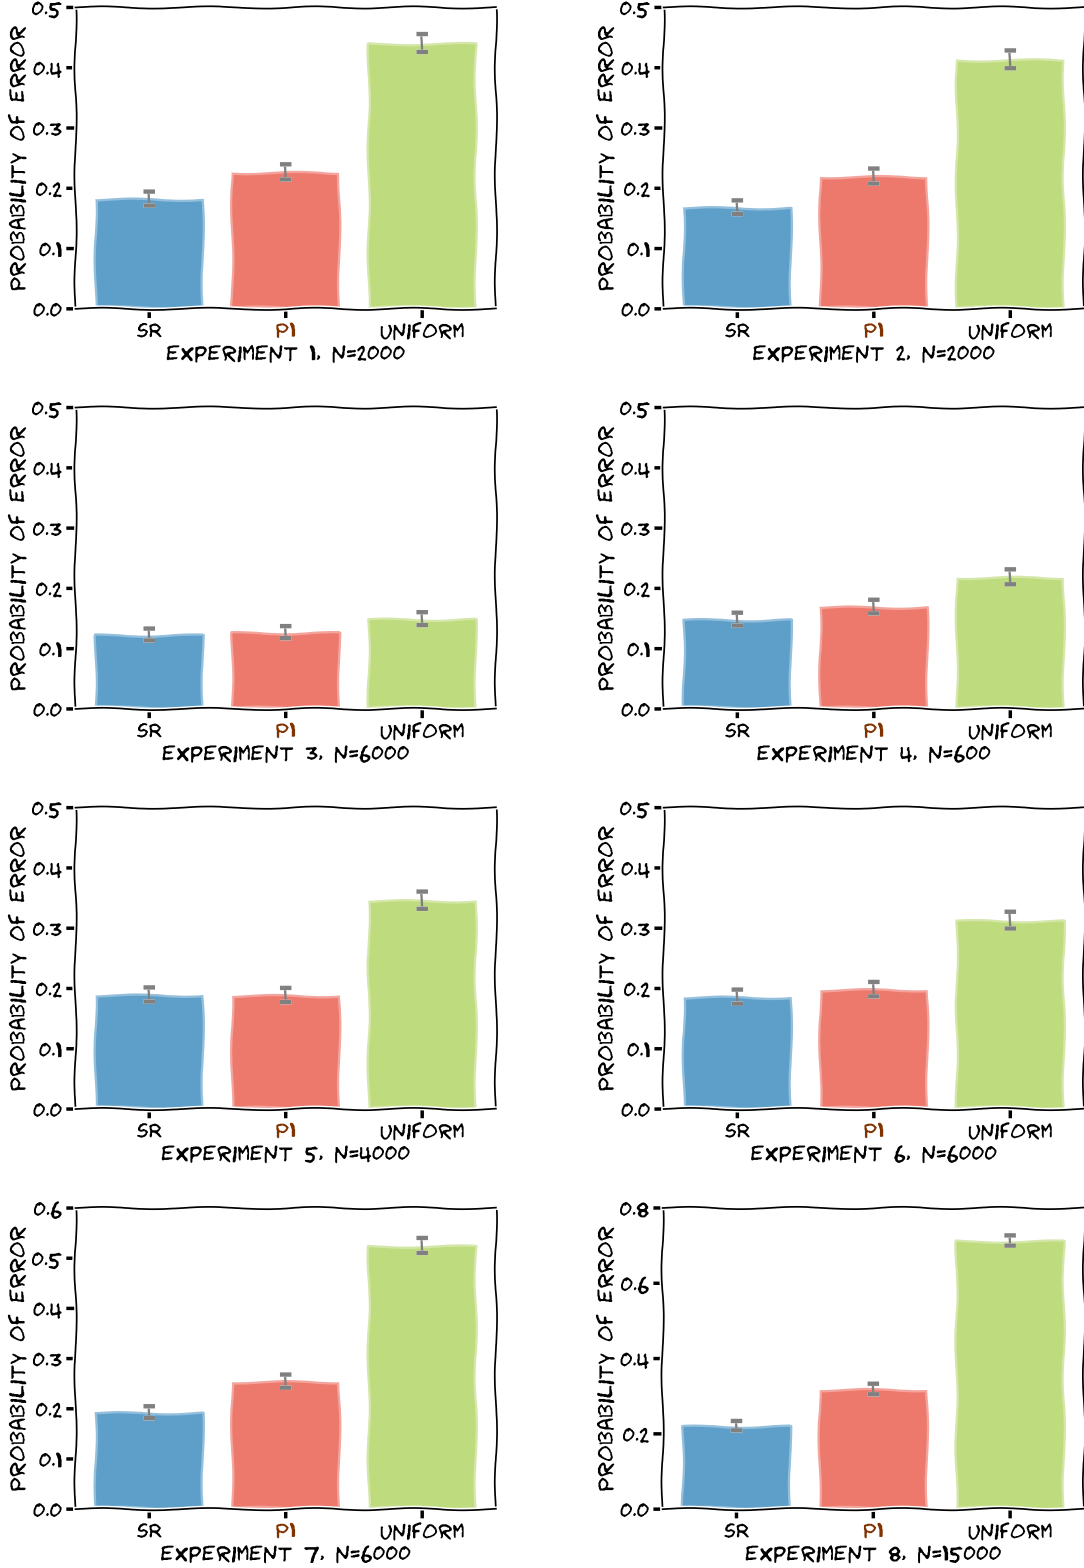 PROBABILITY OF ERROR
0.5
0.4
0.3
0.2
0.1
0.0
SR P1 UNIFORM
EXPERIMENT 1, N=2000
PROBABILITY OF ERROR
0.5
0.4
0.3
0.2
0.1
0.0
SR P1 UNIFORM
EXPERIMENT 2, N=2000
PROBABILITY OF ERROR
0.5
0.4
0.3
0.2
0.1
0.0
SR P1 UNIFORM
EXPERIMENT 3, N=6000
PROBABILITY OF ERROR
0.5
0.4
0.3
0.2
0.1
0.0
SR P1 UNIFORM
EXPERIMENT 4, N=600
PROBABILITY OF ERROR
0.5
0.4
0.3
0.2
0.1
0.0
SR P1 UNIFORM
EXPERIMENT 5, N=4000
PROBABILITY OF ERROR
0.5
0.4
0.3
0.2
0.1
0.0
SR P1 UNIFORM
EXPERIMENT 6, N=6000
PROBABILITY OF ERROR
0.6
0.5
0.4
0.3
0.2
0.1
0.0
SR P1 UNIFORM
EXPERIMENT 7, N=6000
PROBABILITY OF ERROR
0.8
0.6
0.4
0.2
0.0
SR P1 UNIFORM
EXPERIMENT 8, N=15000